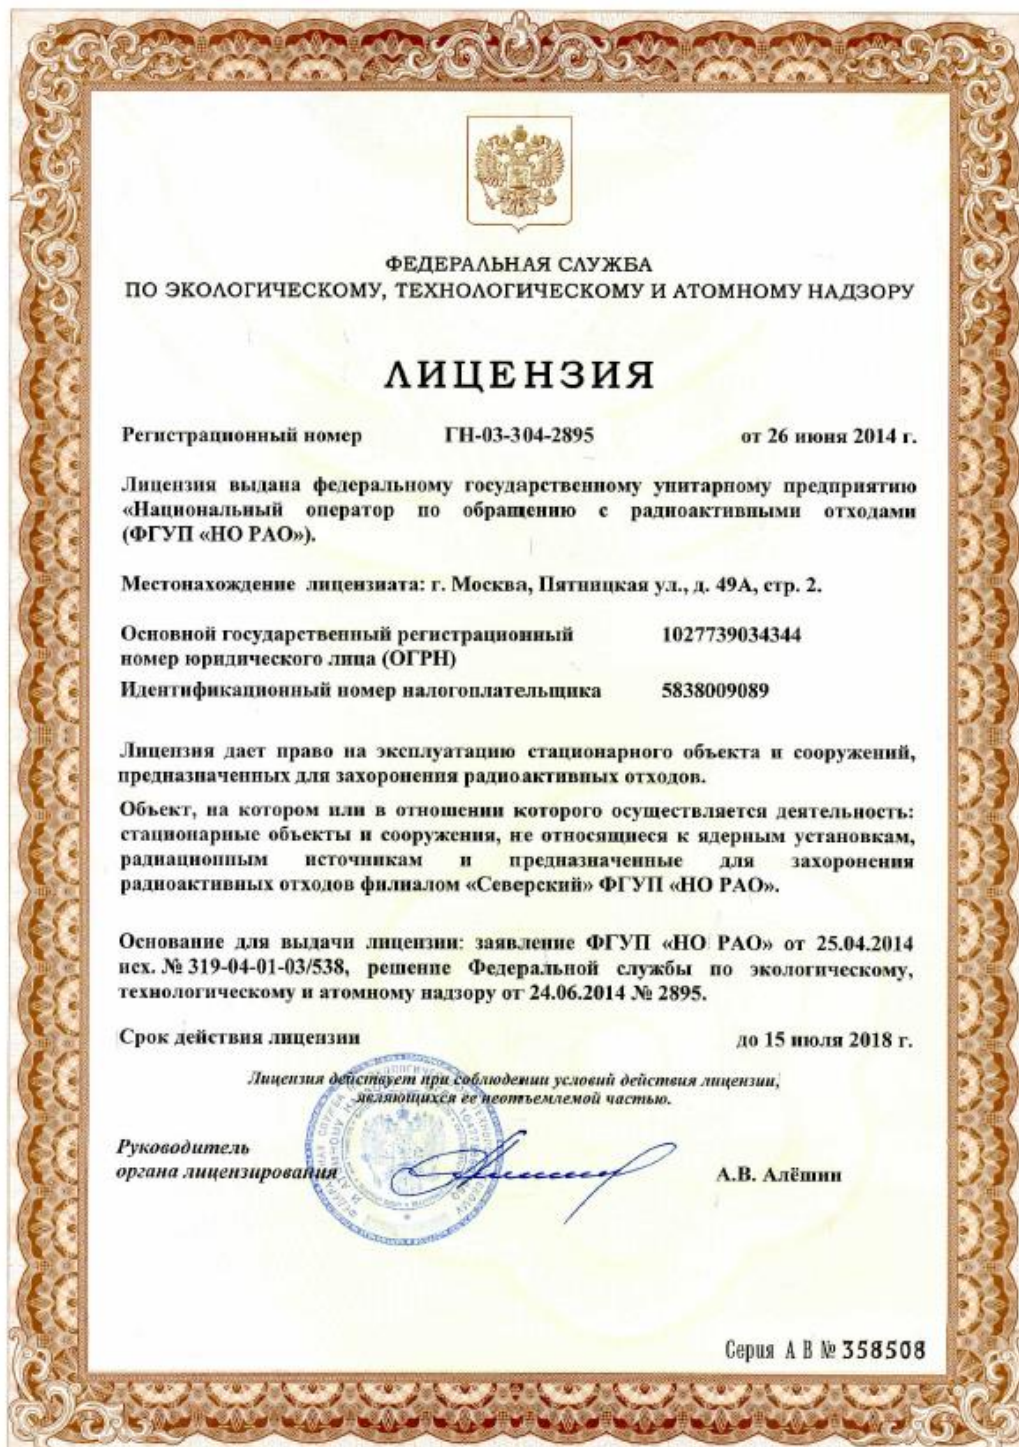 ФЕДЕРАЛЬНАЯ СЛУЖБА
ПО ЭКОЛОГИЧЕСКОМУ, ТЕХНОЛОГИЧЕСКОМУ И АТОМНОМУ НАДЗОРУ
ЛИЦЕНЗИЯ
Регистрационный номер ГН-03-304-2895 от 26 июня 2014 г.
Лицензия выдана федеральному государственному унитарному предприятию
«Национальный оператор по обращению с радиоактивными отходами
(ФГУП «НО РАО»).
Местонахождение лицензиата: г. Москва, Пятницкая ул., д. 49А, стр. 2.
Основной государственный регистрационный 1027739034344
номер юридического лица (ОГРН)
Идентификационный номер налогоплательщика 5838009089
Лицензия дает право на эксплуатацию стационарного объекта и сооружений,
предназначенных для захоронения радиоактивных отходов.
Объект, на котором или в отношении которого осуществляется деятельность:
стационарные объекты и сооружения, не относящиеся к ядерным установкам,
радиационным источникам и предназначенные для захоронения
радиоактивных отходов филиалом «Северский» ФГУП «НО РАО».
Основание для выдачи лицензии: заявление ФГУП «НО РАО» от 25.04.2014
исх. № 319-04-01-03/538, решение Федеральной службы по экологическому,
технологическому и атомному надзору от 24.06.2014 № 2895.
Срок действия лицензии до 15 июля 2018 г.
Лицензия действует при соблюдении условий действия лицензии,
являющихся ее неотъемлемой частью.
Руководитель
органа лицензирования А.В. Алёшин
Серия А В № 358508